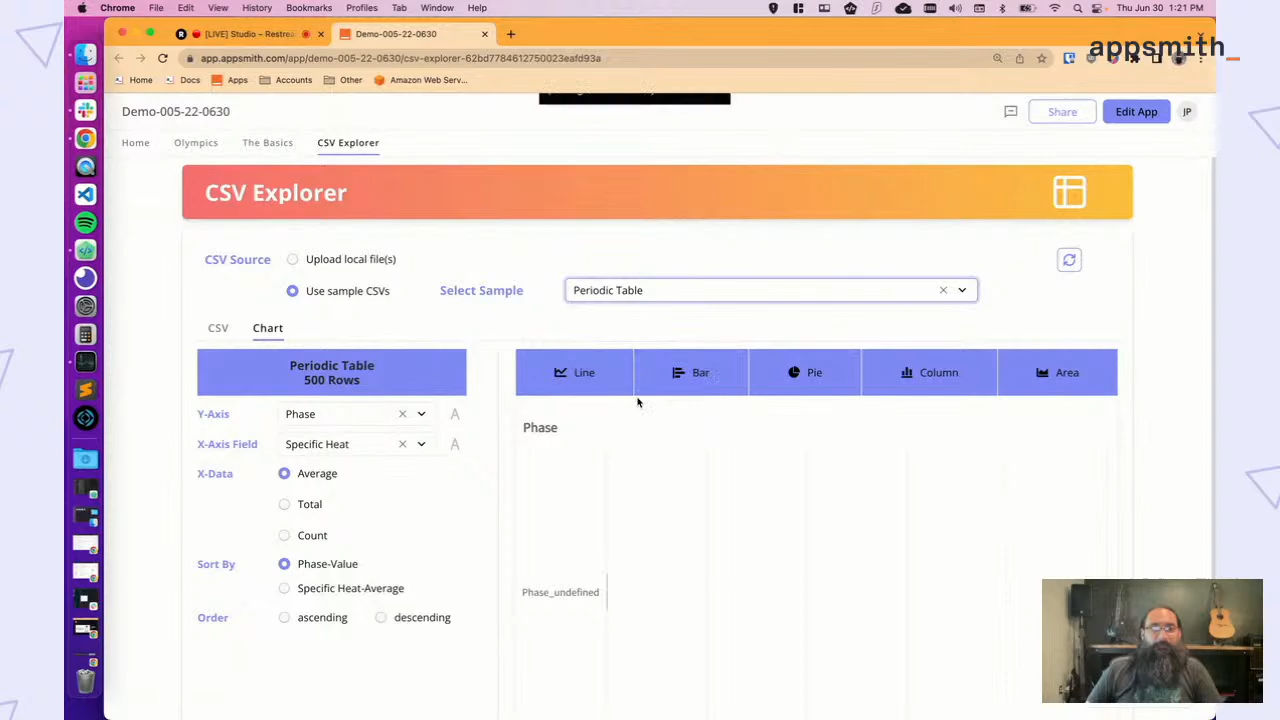 Chrome File Edit View History Bookmarks Profiles Tab Window Help Thu Jun 30 1:21 PM
[LIVE] Studio – Restream Demo-005-22-0630
app.appsmith.com/app/demo-005-22-0630/csv-explorer-62bd7784612750023eafd93a
appsmith_
Home Docs Apps Accounts Other Amazon Web Serv...
Demo-005-22-0630 Share Edit App JP
Home Olympics The Basics CSV Explorer
CSV Explorer
CSV Source Upload local file(s)
Use sample CSVs Select Sample Periodic Table
CSV Chart
Periodic Table
500 Rows
Line Bar Pie Column Area
Y-Axis Phase A
Phase
X-Axis Field Specific Heat A
X-Data Average
Total
Count
Sort By Phase-Value
Specific Heat-Average
Phase_undefined
Order ascending descending